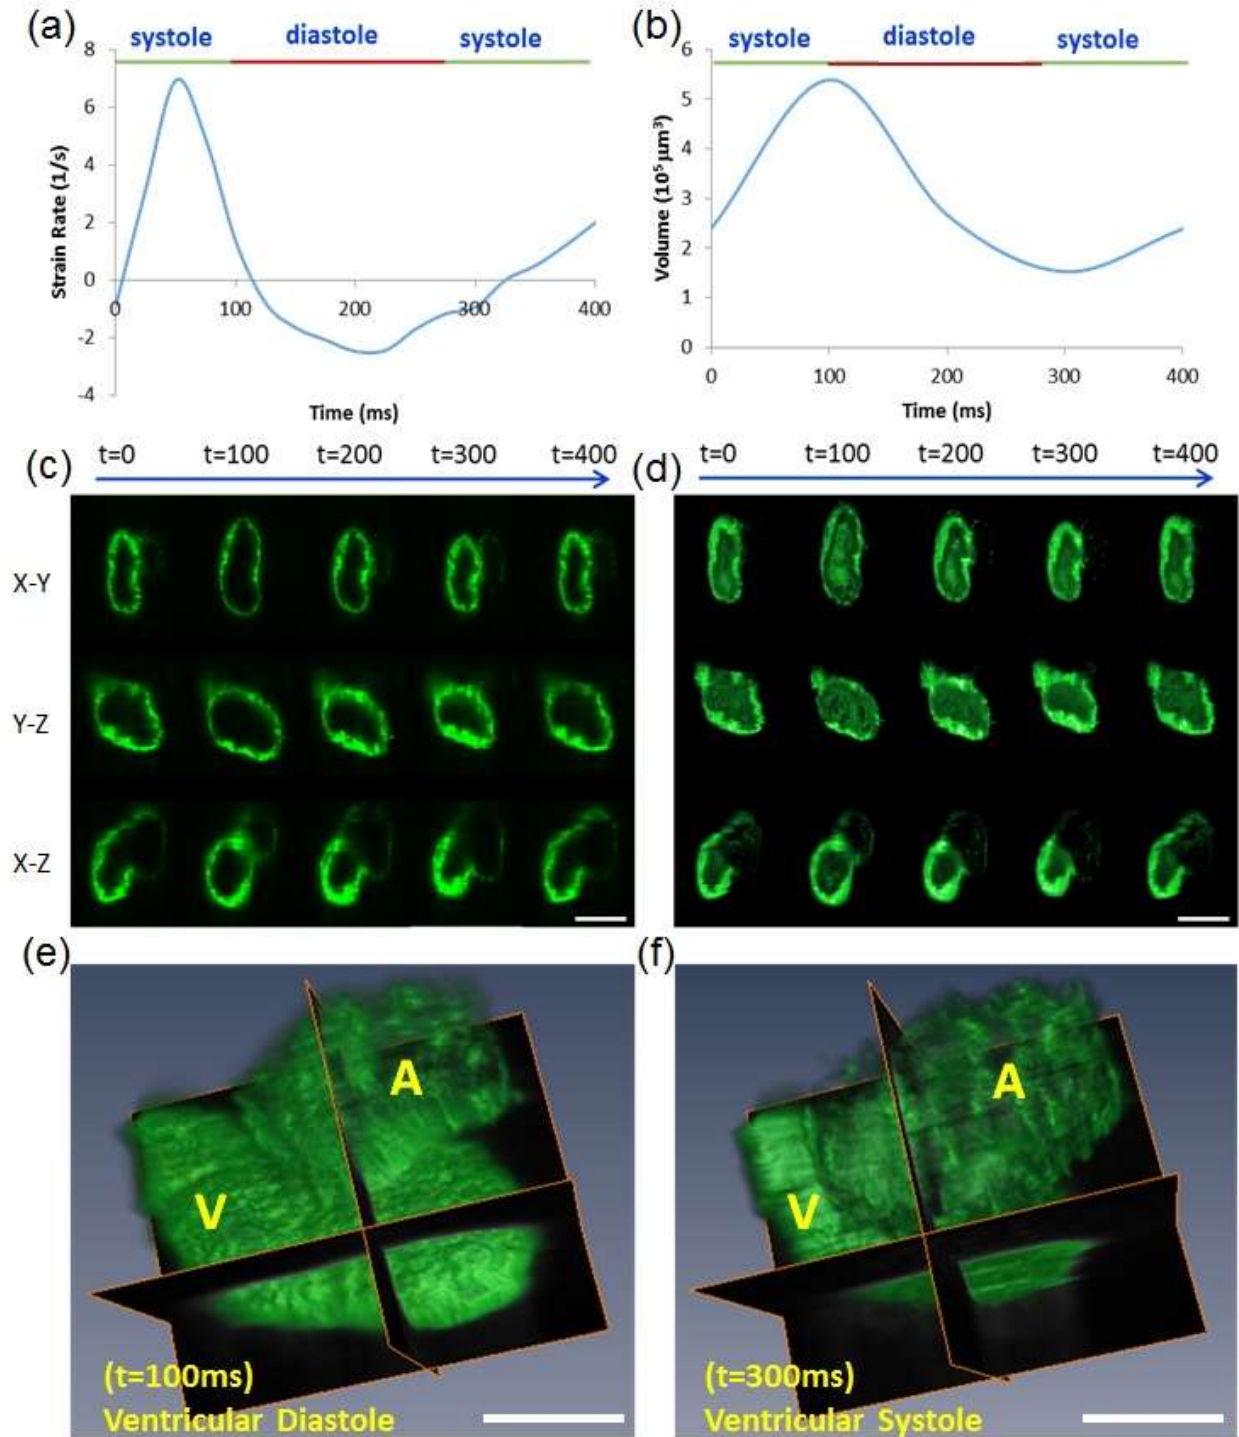 (a)
systole diastole systole
8
6
4
2
0
-2
-4
Strain Rate (1/s)
0 100 200 300 400
Time (ms)
(b)
systole diastole systole
6
5
4
3
2
1
0
Volume (10⁵ µm³)
0 100 200 300 400
Time (ms)
(c)
t=0 t=100 t=200 t=300 t=400
X-Y
Y-Z
X-Z
(d)
t=0 t=100 t=200 t=300 t=400
(e)
A
V
(t=100ms)
Ventricular Diastole
(f)
A
V
(t=300ms)
Ventricular Systole